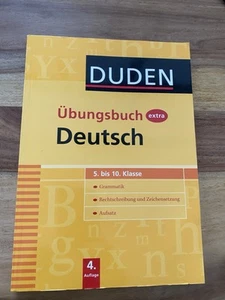 DUDEN
Übungsbuch extra
Deutsch
5. bis 10. Klasse
Grammatik
Rechtschreibung und Zeichensetzung
Aufsatz
4.
Auflage